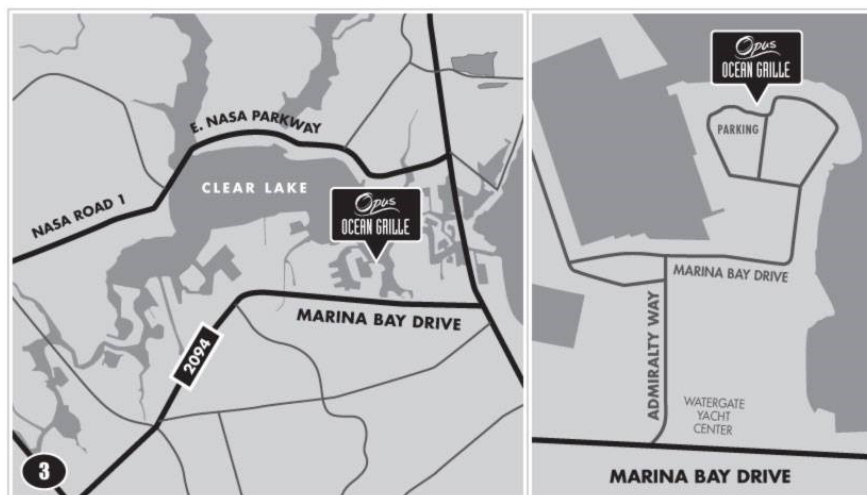 E. NASA PARKWAY
NASA ROAD 1
CLEAR LAKE
Opus
OCEAN GRILLE
MARINA BAY DRIVE
2094
3
Opus
OCEAN GRILLE
PARKING
MARINA BAY DRIVE
ADMIRALTY WAY
WATERGATE
YACHT
CENTER
MARINA BAY DRIVE